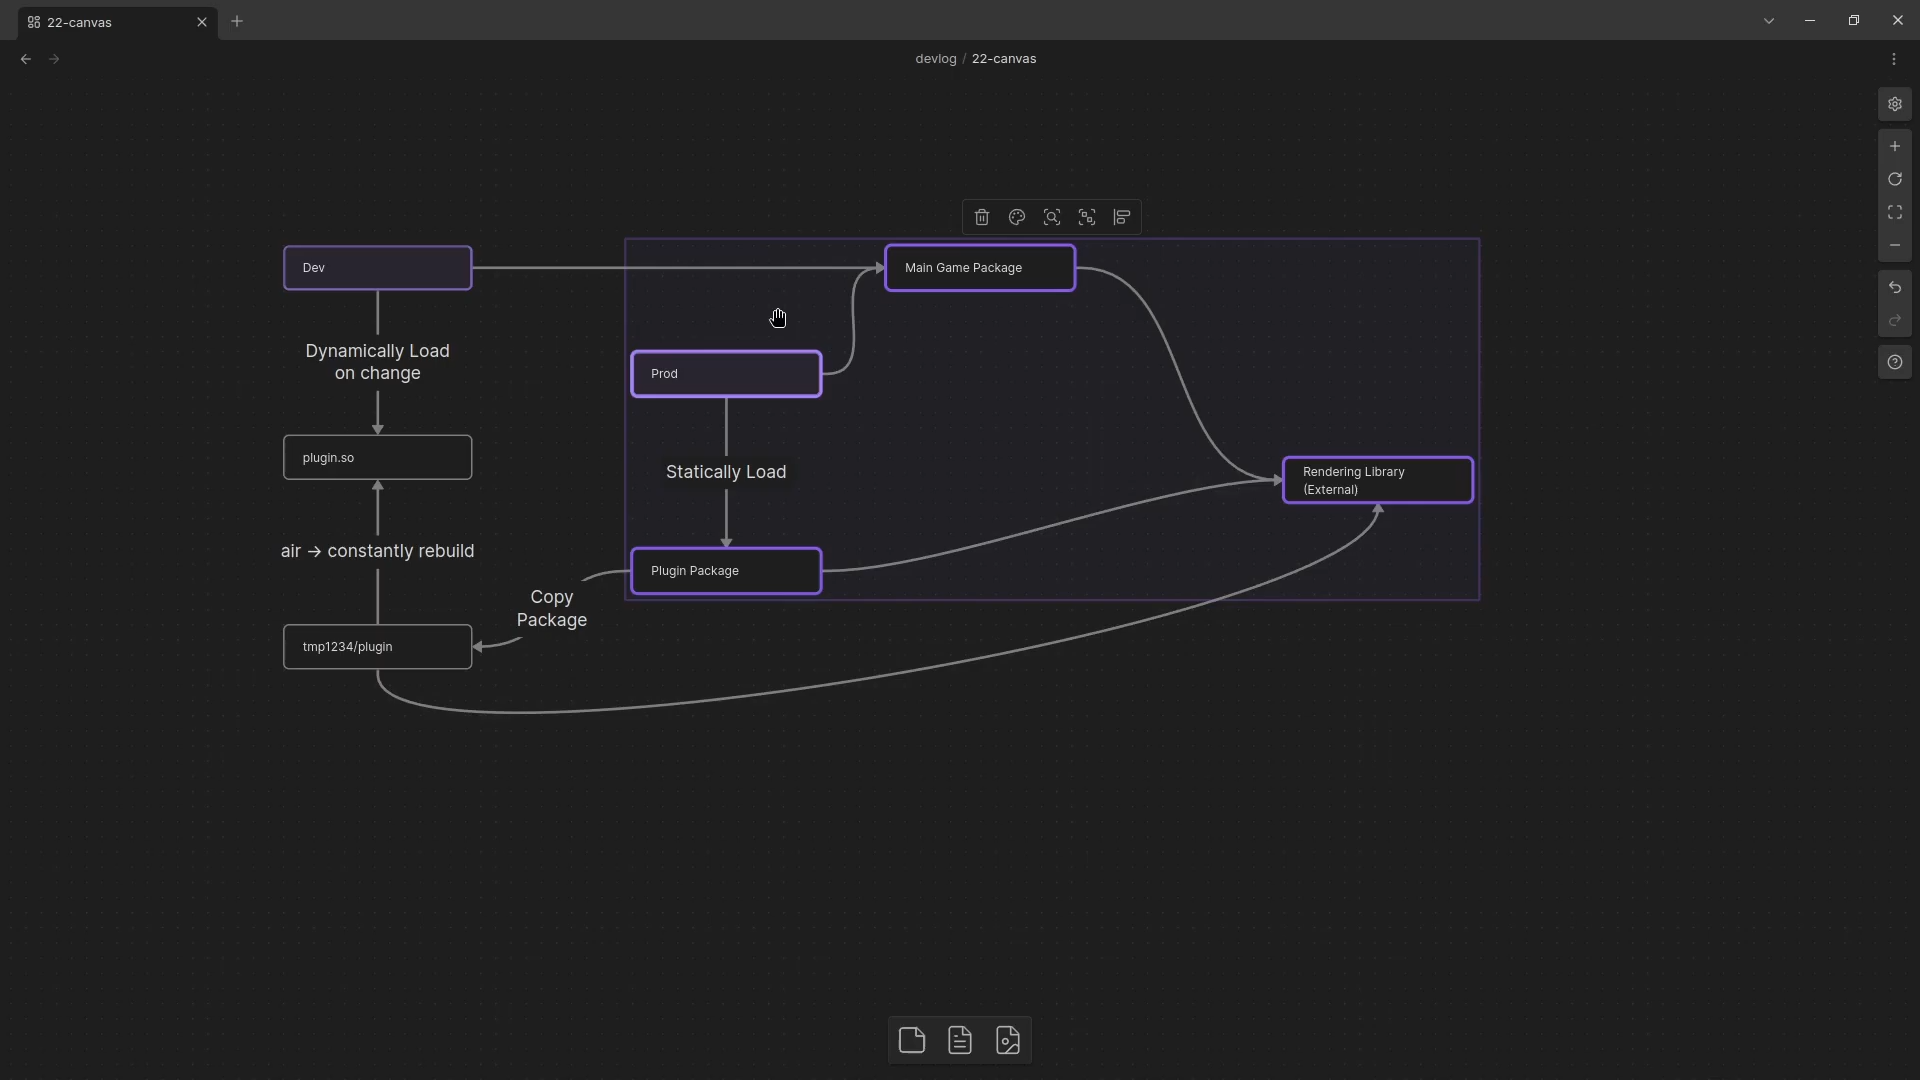 22-canvas
devlog / 22-canvas
Dev
Main Game Package
Dynamically Load
on change
Prod
plugin.so
Statically Load
Rendering Library
(External)
air → constantly rebuild
Plugin Package
Copy
Package
tmp1234/plugin